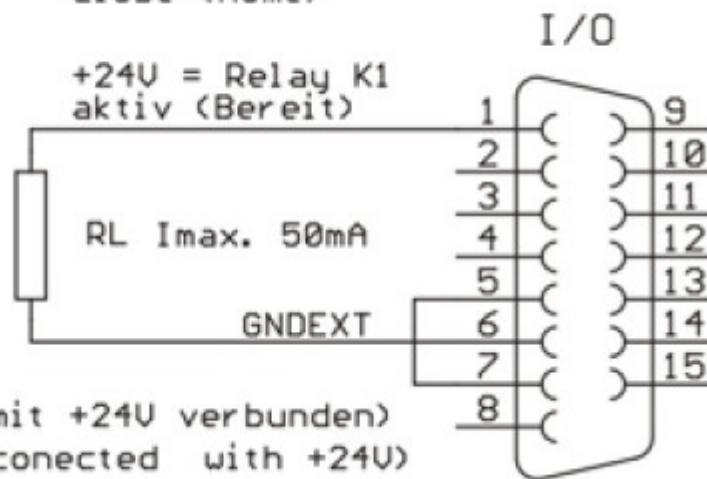 I/O
+24V = Relay K1
aktiv (Bereit)
1
9
2
10
3
11
RL Imax. 50mA
4
12
5
13
GNDEXT
6
14
7
15
mit +24V verbunden)
8
conected with +24V)